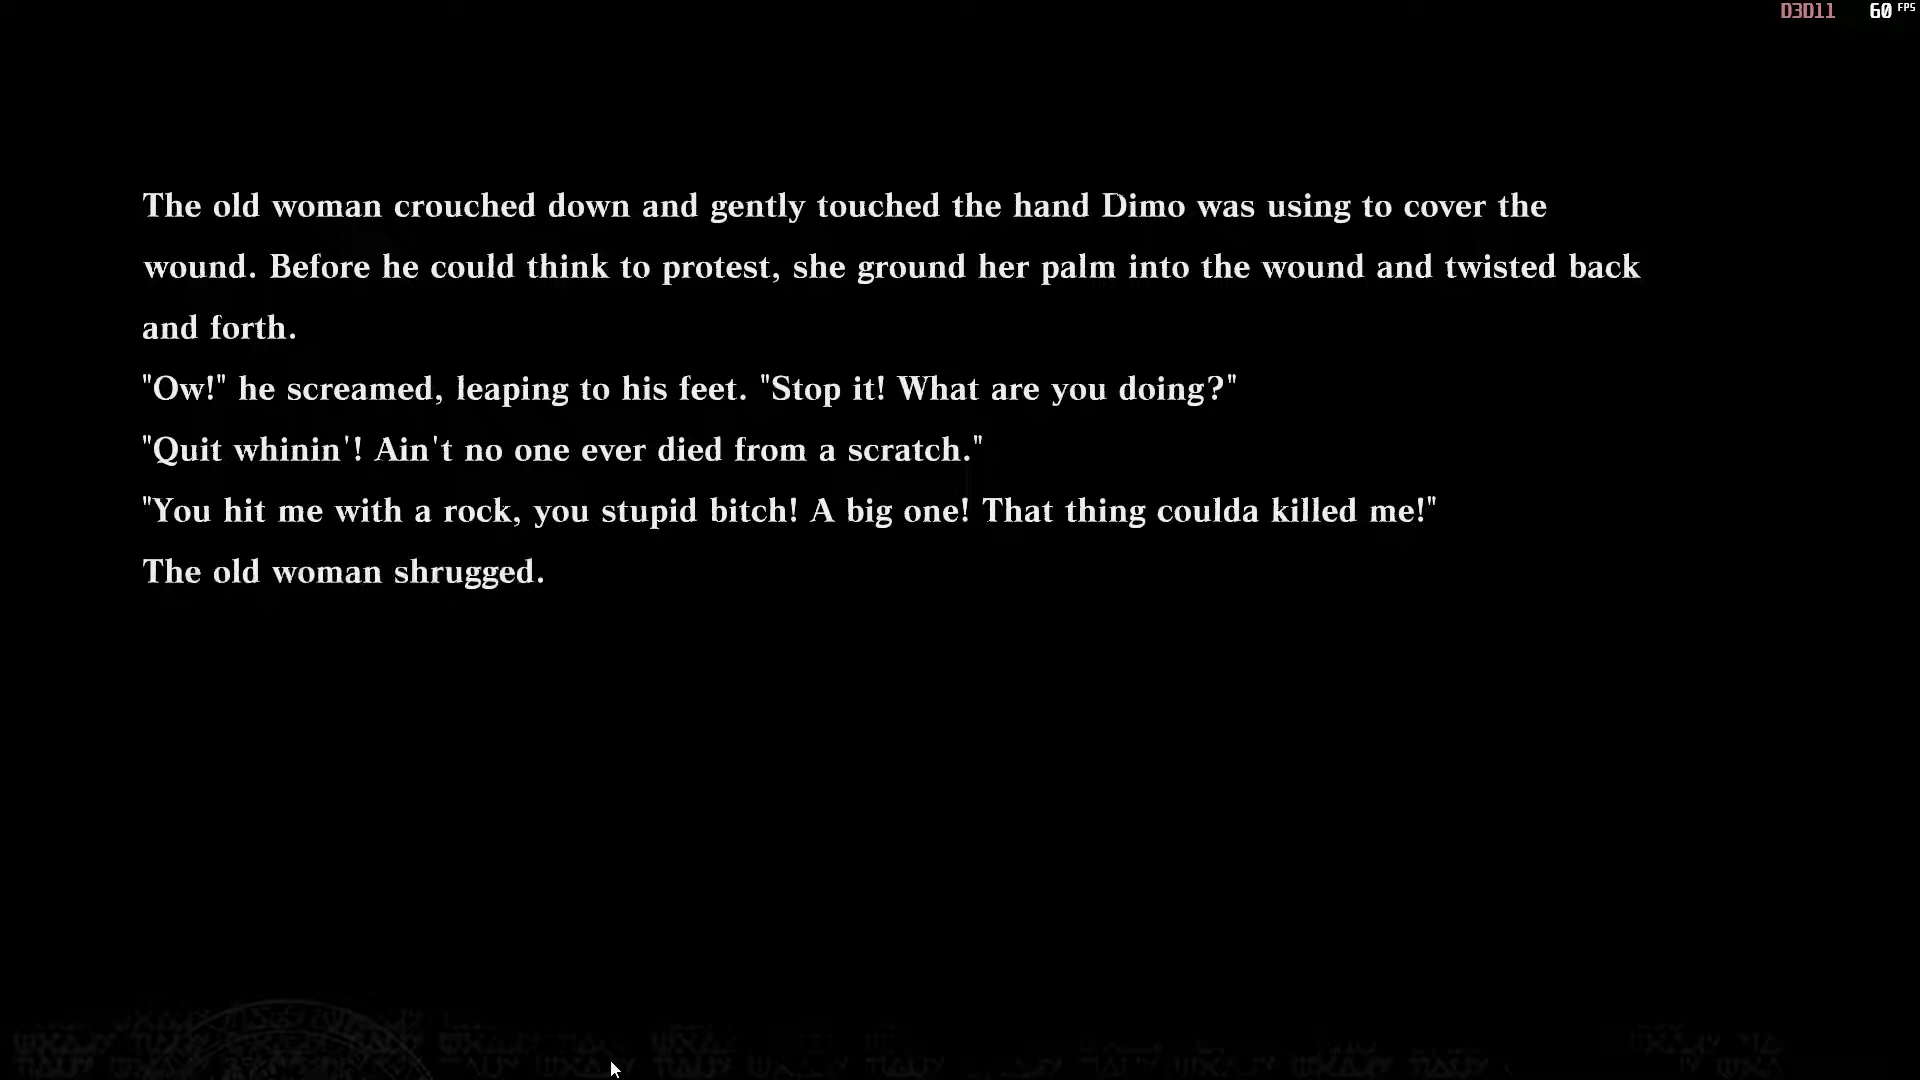 D3D11 60 FPS
The old woman crouched down and gently touched the hand Dimo was using to cover the
wound. Before he could think to protest, she ground her palm into the wound and twisted back
and forth.
"Ow!" he screamed, leaping to his feet. "Stop it! What are you doing?"
"Quit whinin'! Ain't no one ever died from a scratch."
"You hit me with a rock, you stupid bitch! A big one! That thing coulda killed me!"
The old woman shrugged.